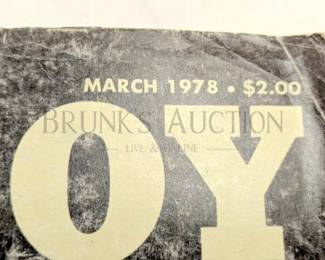 MARCH 1978 • $2.00
OY
BRUNK'S AUCTION
LIVE & ONLINE